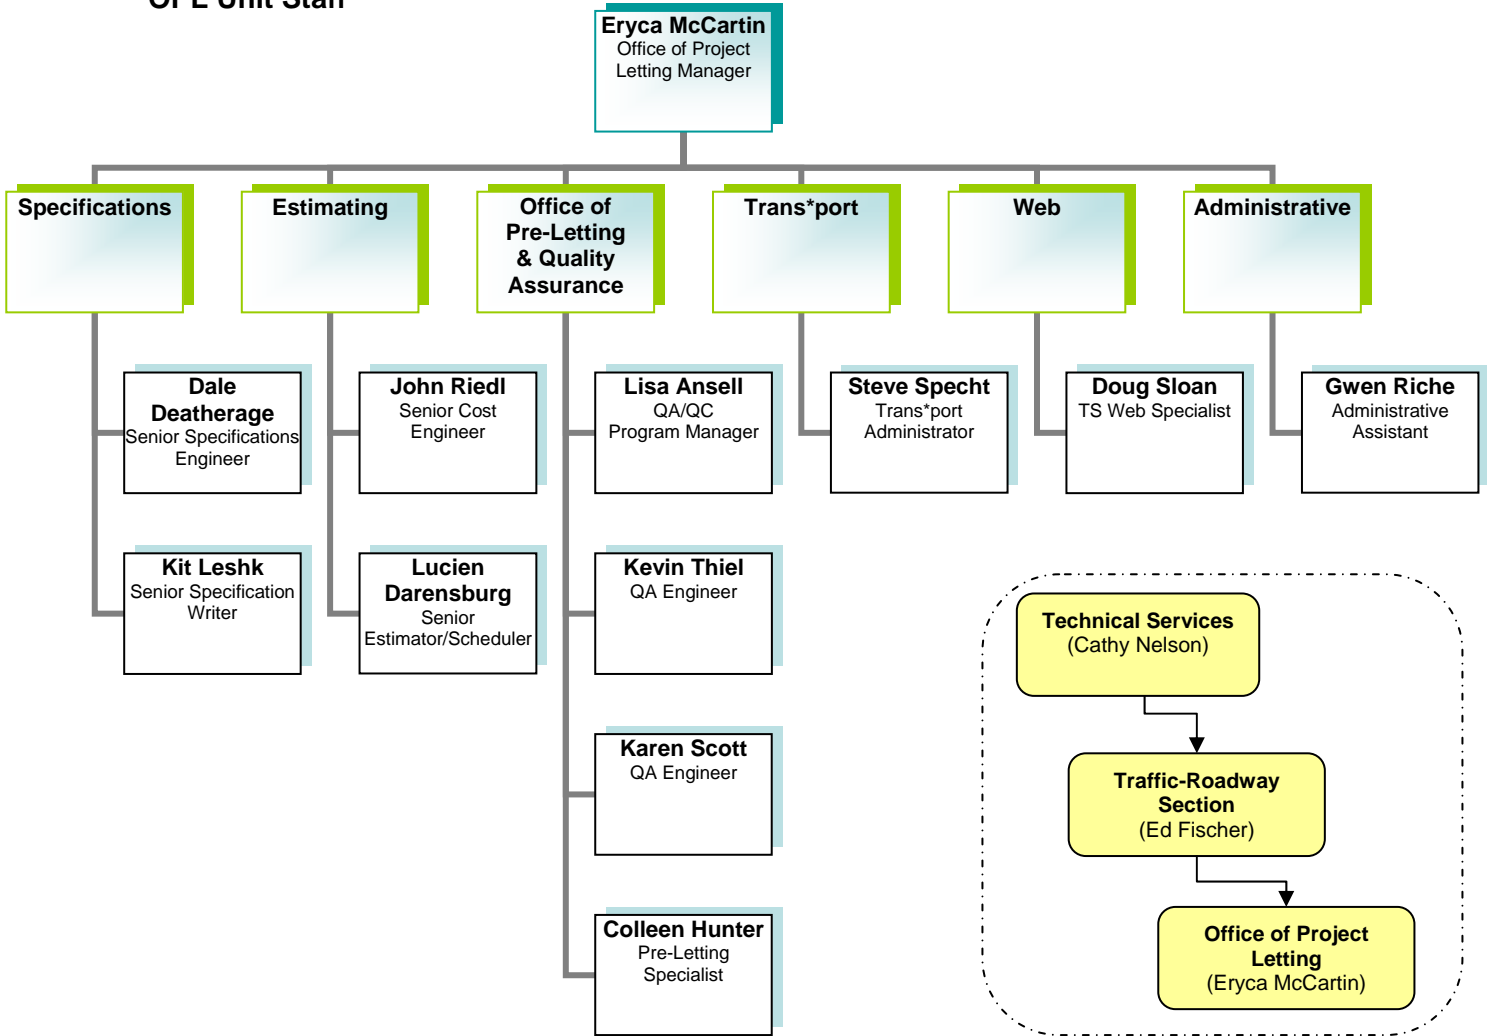 OPL Unit Staff
Eryca McCartin
Office of Project
Letting Manager
Specifications
Estimating
Office of
Pre-Letting
& Quality
Assurance
Trans*port
Web
Administrative
Dale
Deatherage
Senior Specifications
Engineer
John Riedl
Senior Cost
Engineer
Lisa Ansell
QA/QC
Program Manager
Steve Specht
Trans*port
Administrator
Doug Sloan
TS Web Specialist
Gwen Riche
Administrative
Assistant
Kit Leshk
Senior Specification
Writer
Lucien
Darensburg
Senior
Estimator/Scheduler
Kevin Thiel
QA Engineer
Karen Scott
QA Engineer
Colleen Hunter
Pre-Letting
Specialist
Technical Services
(Cathy Nelson)
Traffic-Roadway
Section
(Ed Fischer)
Office of Project
Letting
(Eryca McCartin)